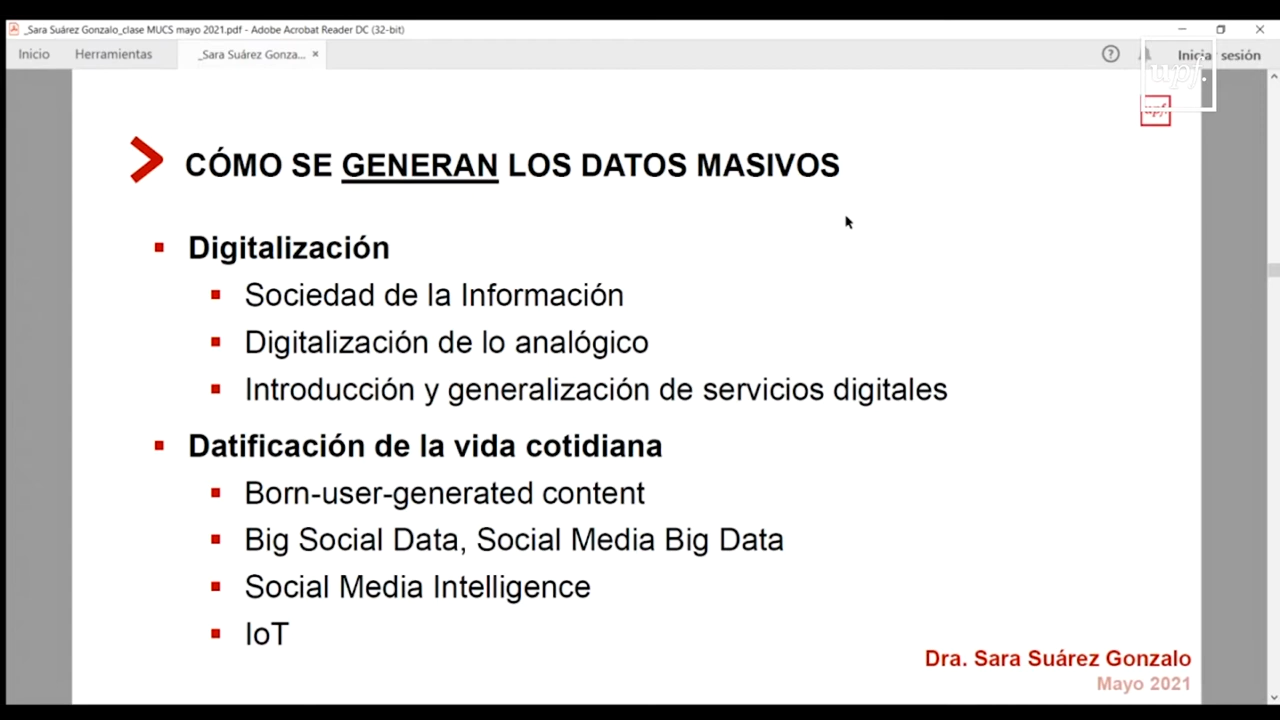 _Sara Suárez Gonzalo_clase MUCS mayo 2021.pdf - Adobe Acrobat Reader DC (32-bit)
Inicio Herramientas _Sara Suárez Gonza... × Iniciar sesión
upf.
upf.
CÓMO SE GENERAN LOS DATOS MASIVOS
Digitalización
Sociedad de la Información
Digitalización de lo analógico
Introducción y generalización de servicios digitales
Datificación de la vida cotidiana
Born-user-generated content
Big Social Data, Social Media Big Data
Social Media Intelligence
IoT
Dra. Sara Suárez Gonzalo
Mayo 2021